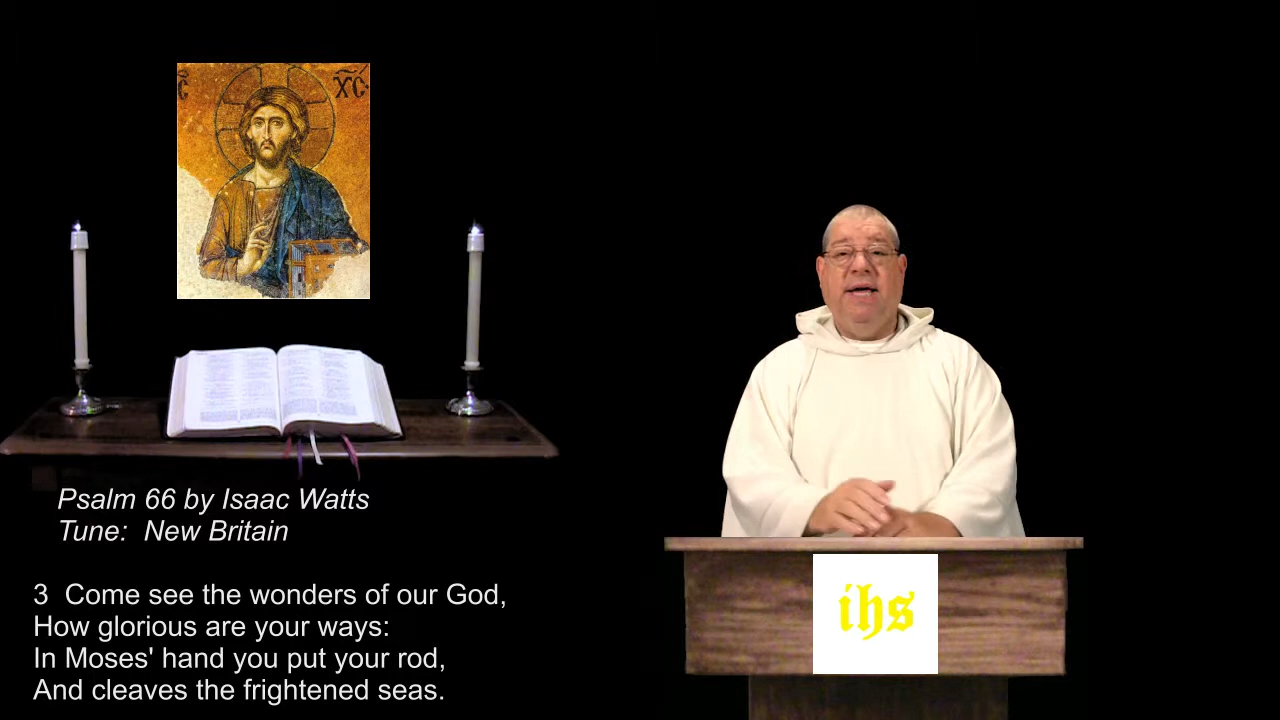 ΧC
Psalm 66 by Isaac Watts
Tune: New Britain
3 Come see the wonders of our God,
How glorious are your ways:
In Moses' hand you put your rod,
And cleaves the frightened seas.
ihs